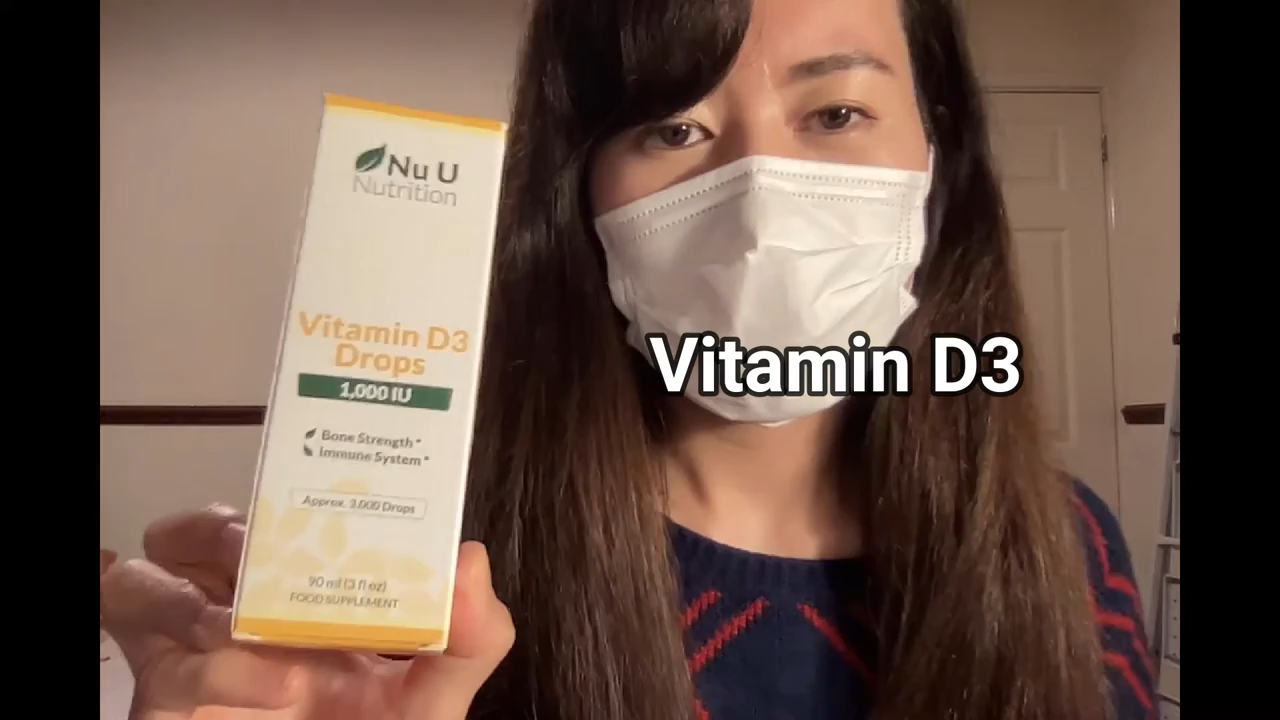 Nu U
Nutrition
Vitamin D3
Drops
1,000 IU
Bone Strength*
Immune System*
Approx. 3,000 Drops
90 ml (3 fl oz)
FOOD SUPPLEMENT
Vitamin D3